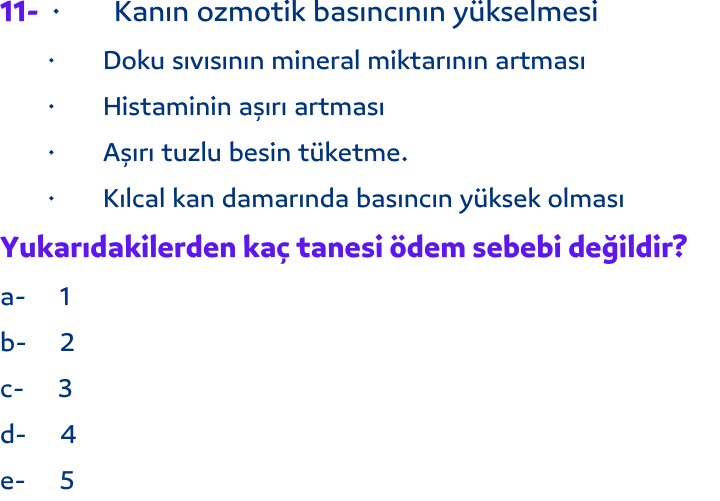 11- · Kanın ozmotik basıncının yükselmesi
· Doku sıvısının mineral miktarının artması
· Histaminin aşırı artması
· Aşırı tuzlu besin tüketme.
· Kılcal kan damarında basıncın yüksek olması
Yukarıdakilerden kaç tanesi ödem sebebi değildir?
a- 1
b- 2
c- 3
d- 4
e- 5